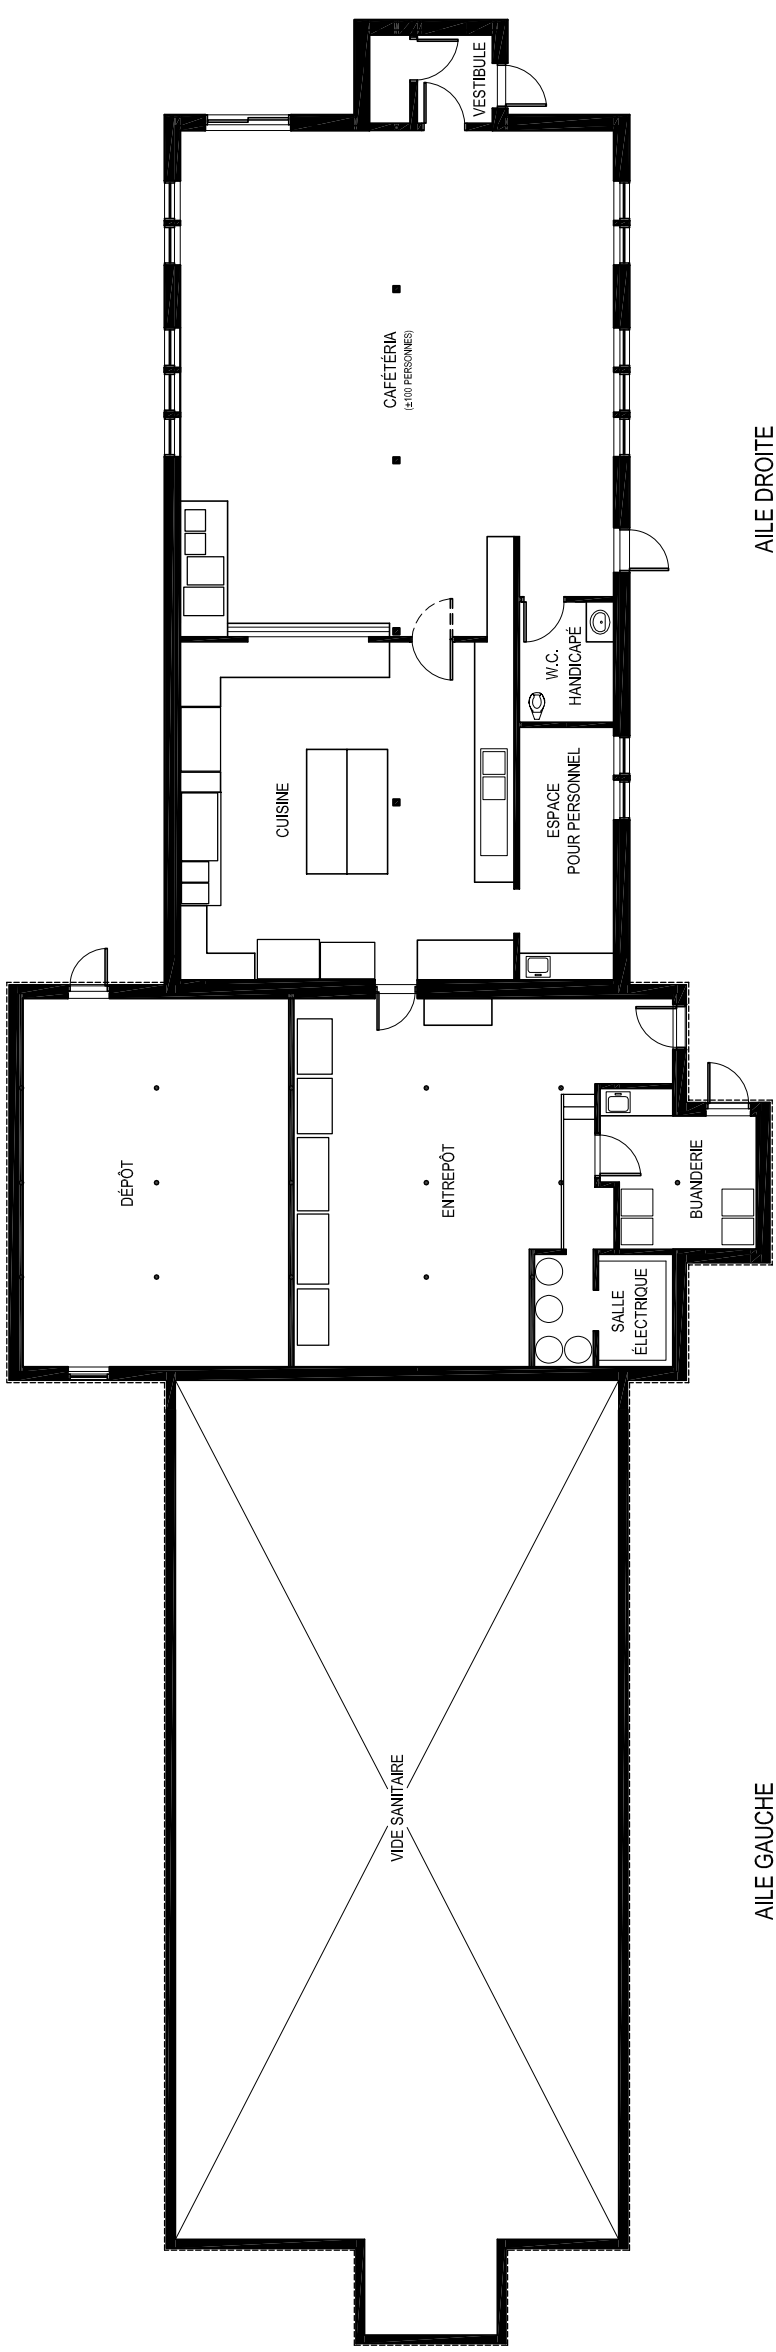 VESTIBULE
CAFÉTÉRIA
(±100 PERSONNES)
AILE DROITE
W.C.
HANDICAPÉ
CUISINE
ESPACE
POUR PERSONNEL
DÉPÔT
ENTREPÔT
BUANDERIE
SALLE
ÉLECTRIQUE
VIDE SANITAIRE
AILE GAUCHE